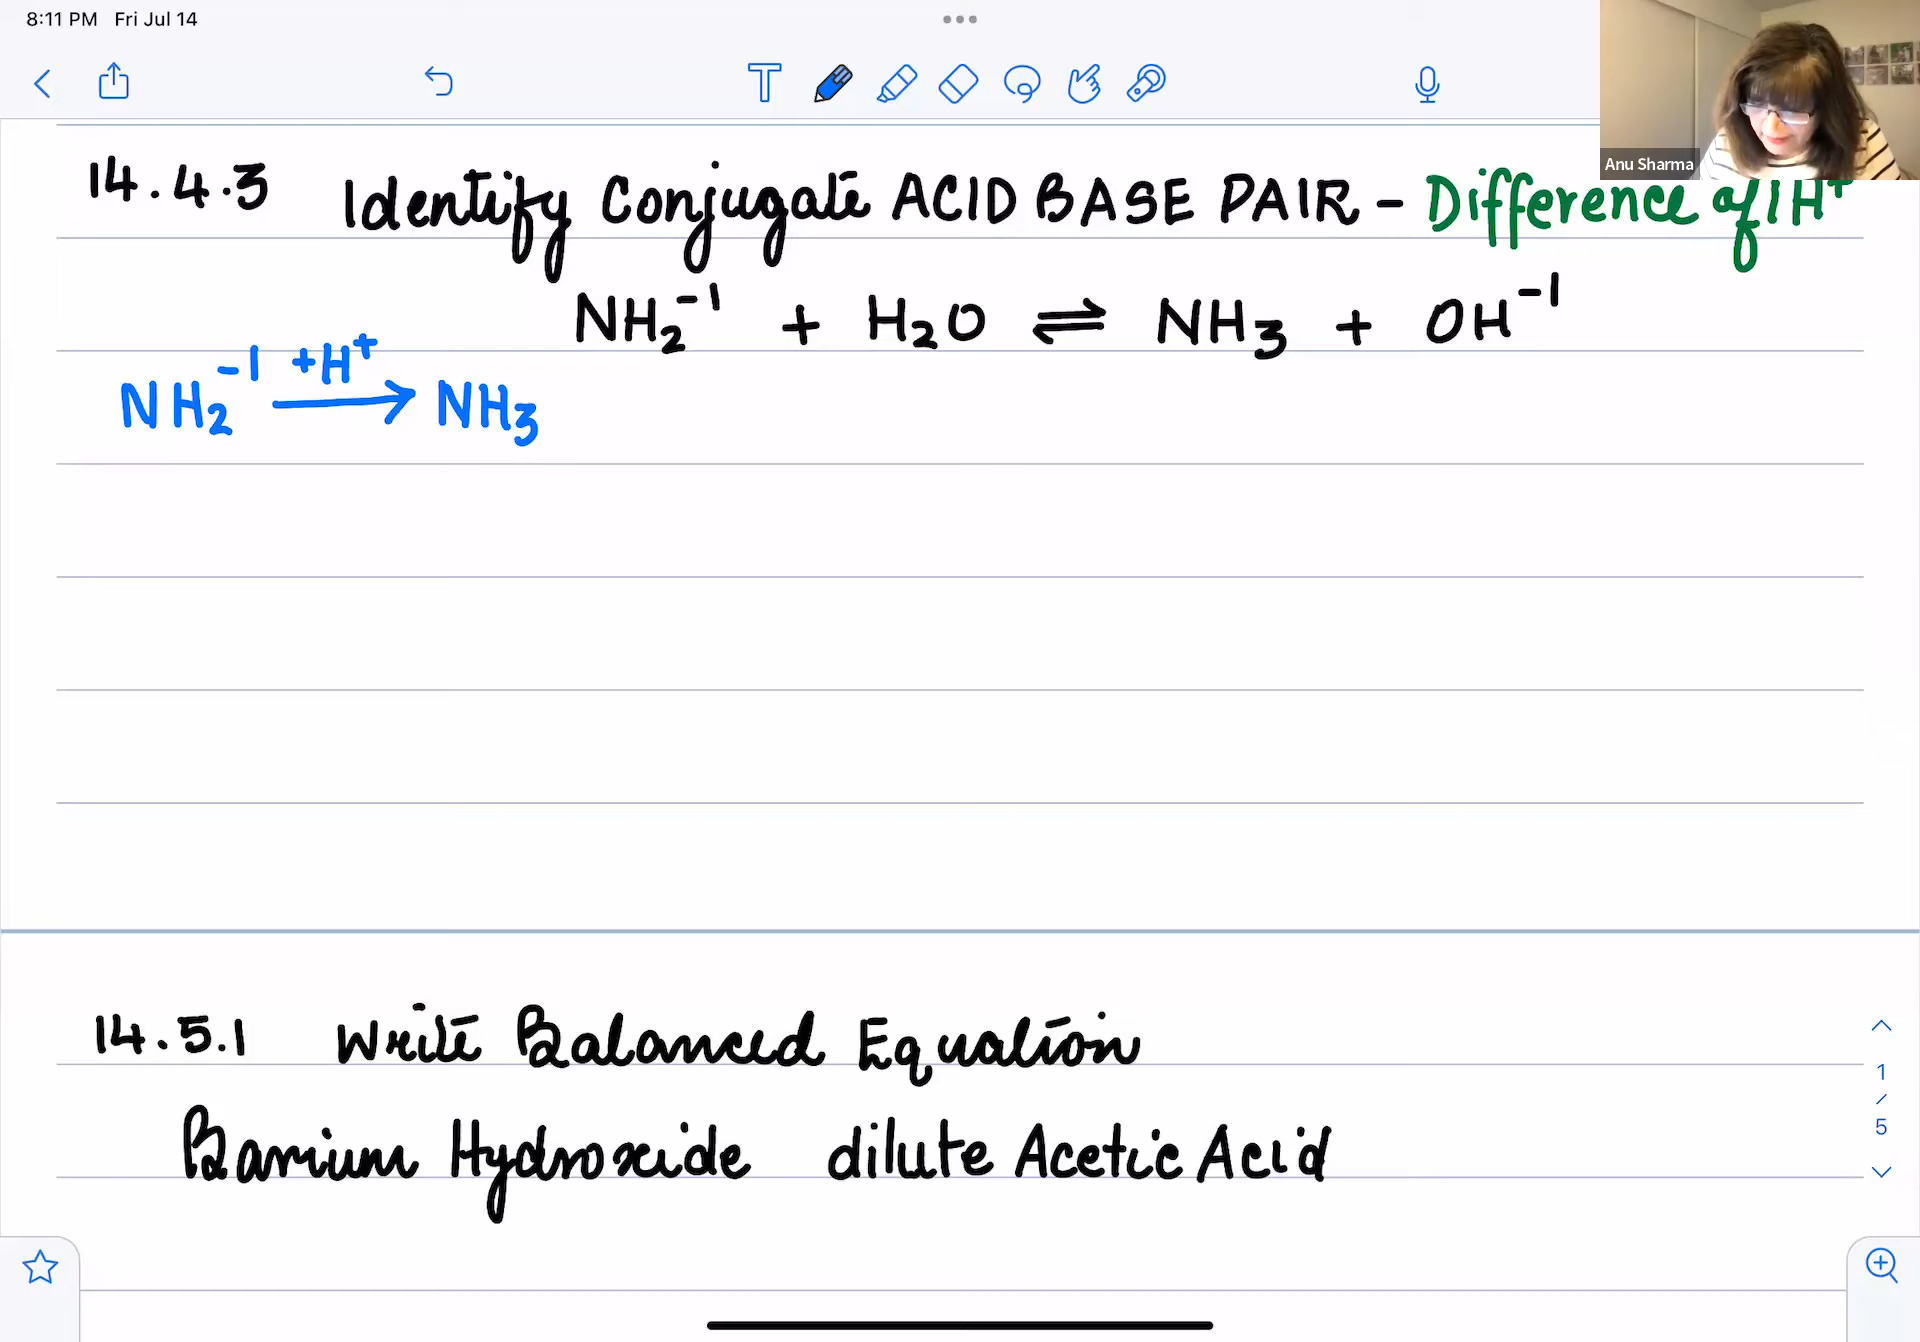 8:11 PM Fri Jul 14
Anu Sharma
14.4.3 Identify Conjugate ACID BASE PAIR - Difference of 1 H⁺
NH₂⁻¹ + H₂O ⇌ NH₃ + OH⁻¹
NH₂⁻¹ +H⁺ → NH₃
14.5.1 Write Balanced Equation
Barium Hydroxide dilute Acetic Acid
1
/
5